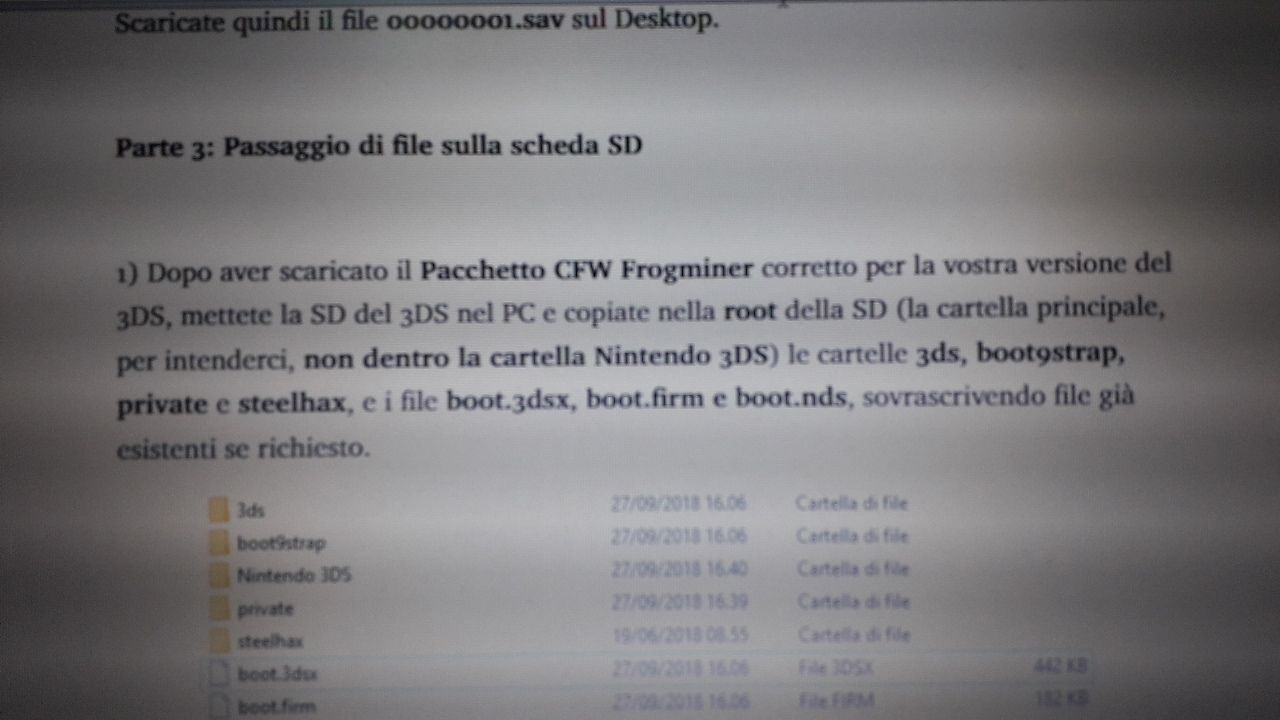 Scaricate quindi il file 00000001.sav sul Desktop.
Parte 3: Passaggio di file sulla scheda SD
1) Dopo aver scaricato il Pacchetto CFW Frogminer corretto per la vostra versione del
3DS, mettete la SD del 3DS nel PC e copiate nella root della SD (la cartella principale,
per intenderci, non dentro la cartella Nintendo 3DS) le cartelle 3ds, boot9strap,
private e steelhax, e i file boot.3dsx, boot.firm e boot.nds, sovrascrivendo file già
esistenti se richiesto.
3ds 27/09/2018 16.06 Cartella di file
boot9strap 27/09/2018 16.06 Cartella di file
Nintendo 3DS 27/09/2018 16.40 Cartella di file
private 27/09/2018 16.39 Cartella di file
steelhax 19/06/2018 08.55 Cartella di file
boot.3dsx 27/09/2018 16.06 File 3DSX 442 KB
boot.firm 27/09/2018 16.06 File FIRM 182 KB